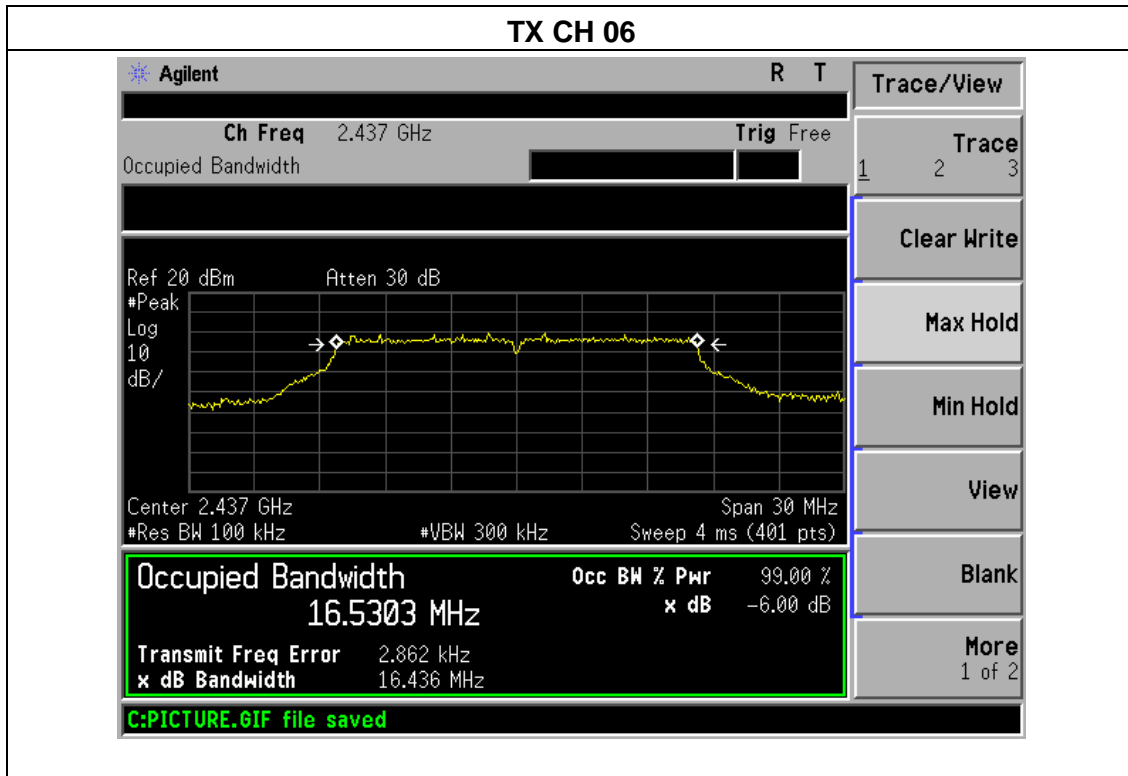 TX CH 06
Agilent R T
Ch Freq 2.437 GHz Trig Free
Occupied Bandwidth
Ref 20 dBm Atten 30 dB
#Peak
Log
10
dB/
Center 2.437 GHz Span 30 MHz
#Res BW 100 kHz #VBW 300 kHz Sweep 4 ms (401 pts)
Occupied Bandwidth Occ BW % Pwr 99.00 %
16.5303 MHz x dB -6.00 dB
Transmit Freq Error 2.862 kHz
x dB Bandwidth 16.436 MHz
C:PICTURE.GIF file saved
Trace/View
Trace
1 2 3
Clear Write
Max Hold
Min Hold
View
Blank
More
1 of 2